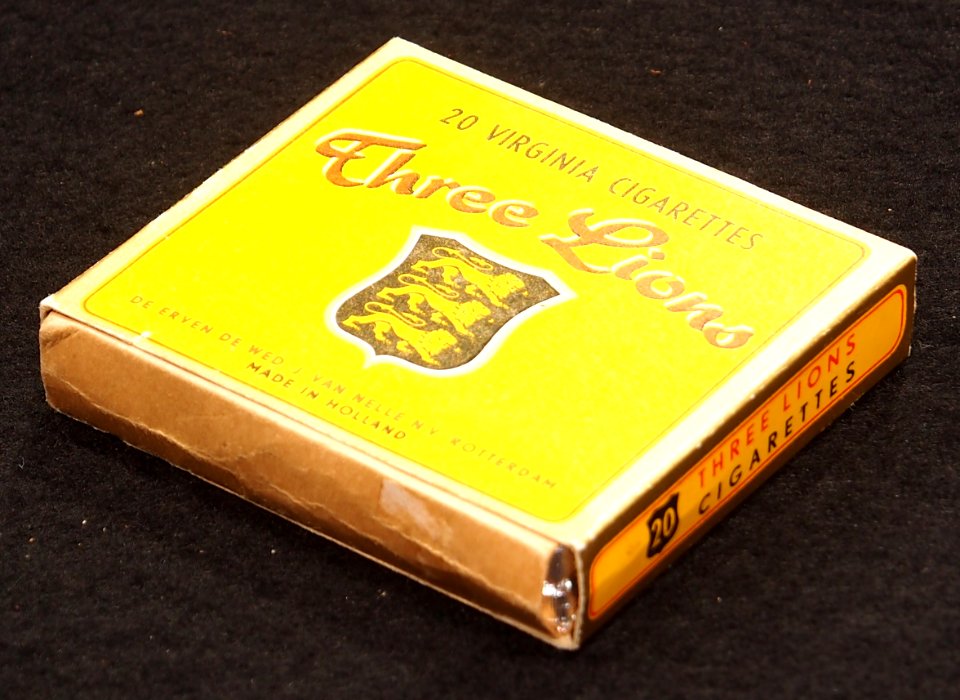 20 VIRGINIA CIGARETTES
Three Lions
DE ERVEN DE WED J. VAN NELLE N.V. ROTTERDAM
MADE IN HOLLAND
20
THREE LIONS
CIGARETTES